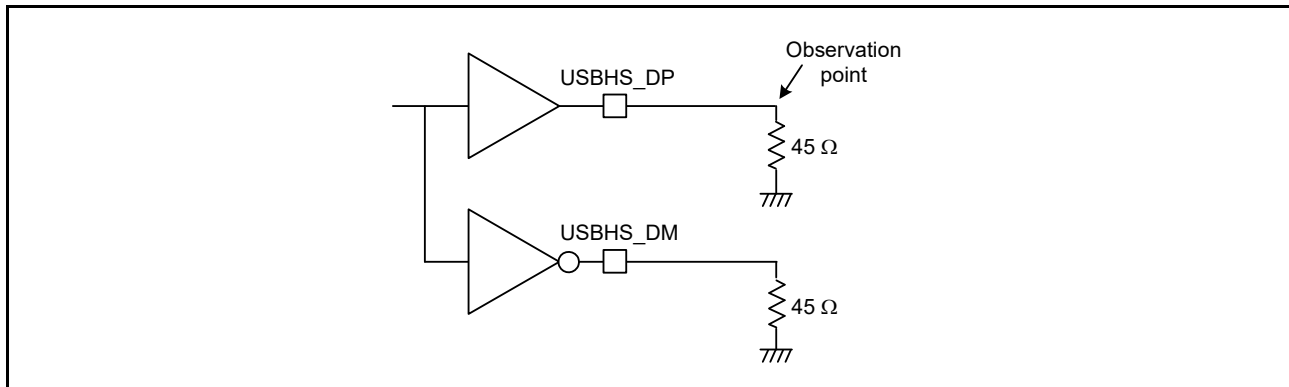 Observation
point
USBHS_DP
45 Ω
USBHS_DM
45 Ω